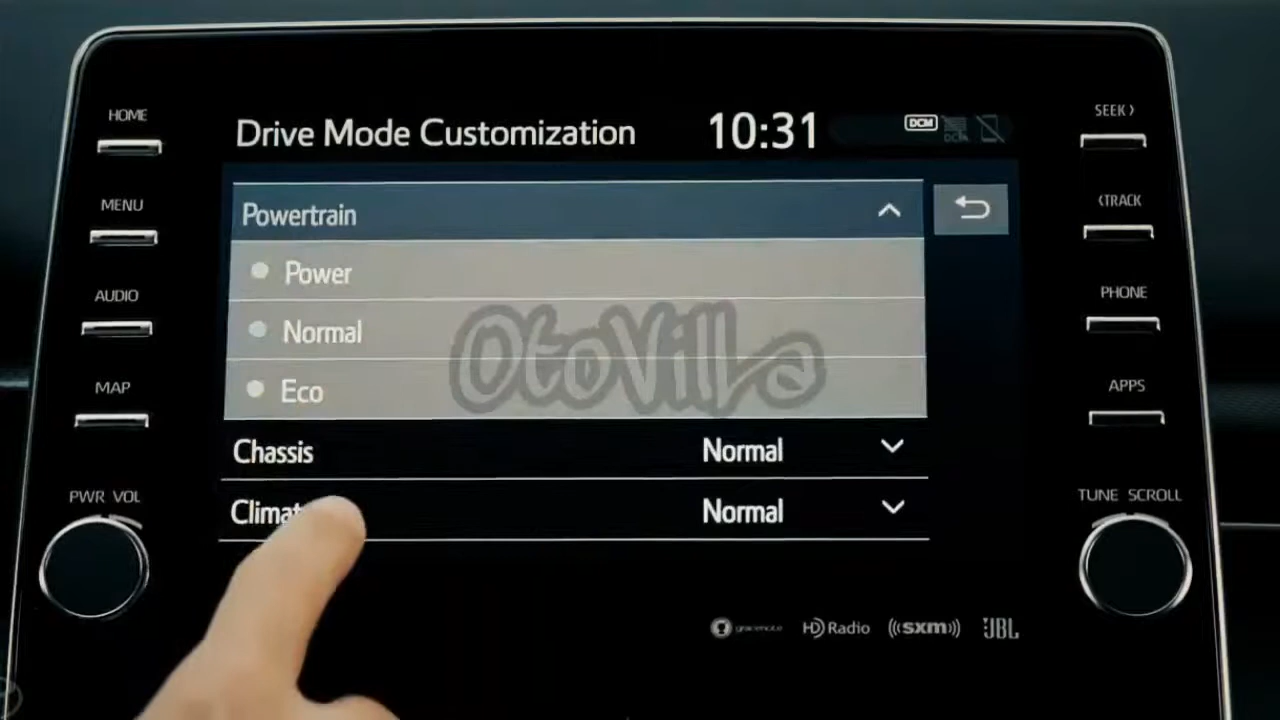 HOME
MENU
AUDIO
MAP
PWR VOL
Drive Mode Customization 10:31 DCM
Powertrain
Power
Normal
Eco
Chassis Normal
Climat Normal
OtoVilla
gracenote HD Radio ((sxm)) JBL
SEEK>
<TRACK
PHONE
APPS
TUNE SCROLL